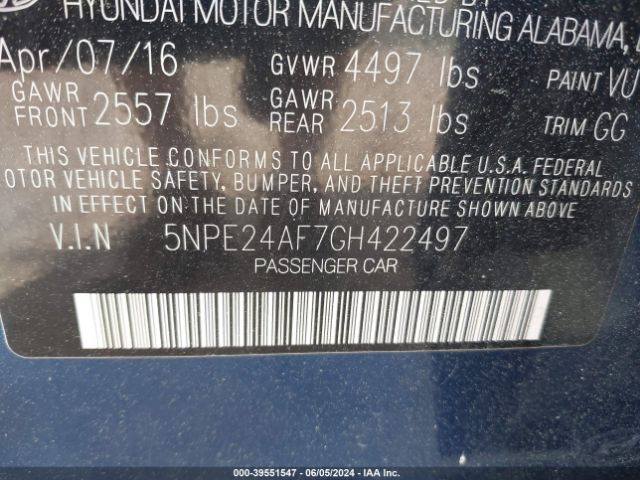 HYUNDAI MOTOR MANUFACTURING ALABAMA,
Apr/07/16 GVWR 4497 lbs PAINT VU
GAWR FRONT 2557 lbs GAWR REAR 2513 lbs TRIM GG
THIS VEHICLE CONFORMS TO ALL APPLICABLE U.S.A. FEDERAL
OTOR VEHICLE SAFETY, BUMPER, AND THEFT PREVENTION STANDARDS
IN EFFECT ON THE DATE OF MANUFACTURE SHOWN ABOVE.
V.I.N 5NPE24AF7GH422497
PASSENGER CAR
000-39551547 | 06/05/2024 | IAA Inc.